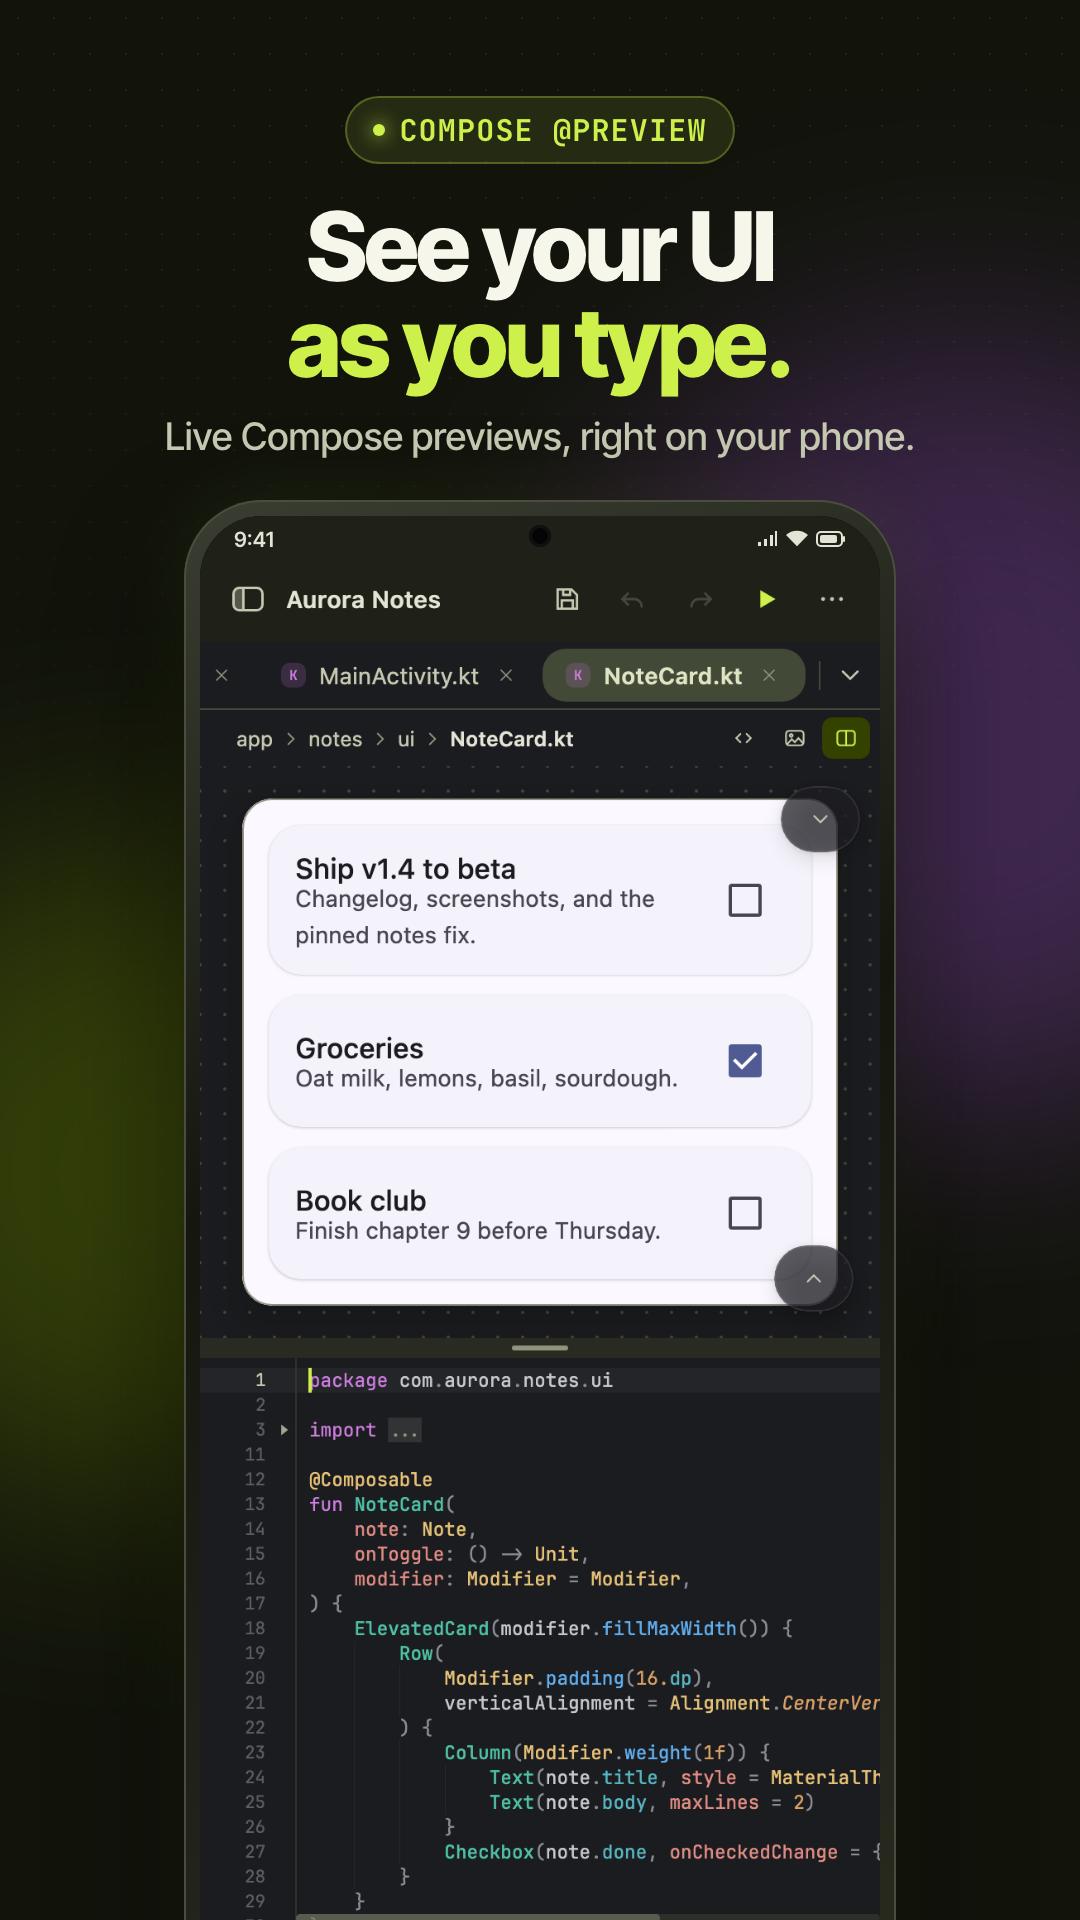 COMPOSE @PREVIEW
See your UI
as you type.
Live Compose previews, right on your phone.
9:41
Aurora Notes
K MainActivity.kt
K NoteCard.kt
app > notes > ui > NoteCard.kt
Ship v1.4 to beta
Changelog, screenshots, and the
pinned notes fix.
Groceries
Oat milk, lemons, basil, sourdough.
Book club
Finish chapter 9 before Thursday.
1 package com.aurora.notes.ui
2
3 import ...
11
12 @Composable
13 fun NoteCard(
14 note: Note,
15 onToggle: () -> Unit,
16 modifier: Modifier = Modifier,
17 ) {
18 ElevatedCard(modifier.fillMaxWidth()) {
19 Row(
20 Modifier.padding(16.dp),
21 verticalAlignment = Alignment.CenterVer
22 ) {
23 Column(Modifier.weight(1f)) {
24 Text(note.title, style = MaterialTh
25 Text(note.body, maxLines = 2)
26 }
27 Checkbox(note.done, onCheckedChange = {
28 }
29 }